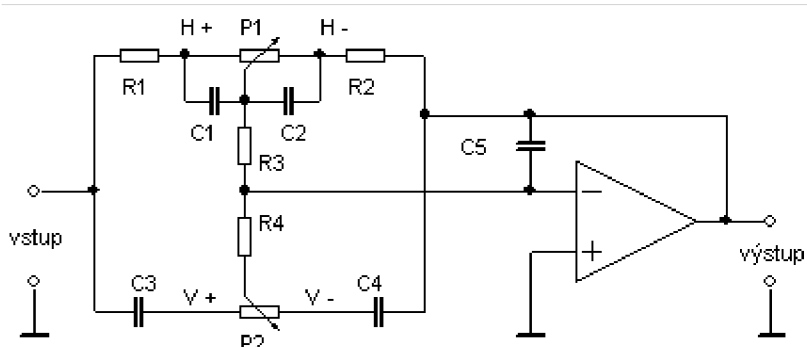 H + P1 H -
R1 R2
C1 C2
C5
R3
vstup
R4
výstup
C3 V + V - C4
P2